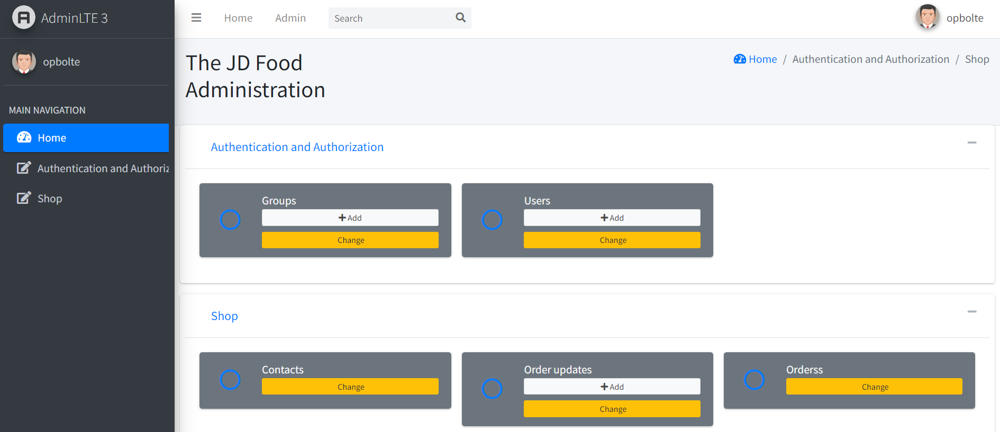 AdminLTE 3
opbolte
MAIN NAVIGATION
Home
Authentication and Authoriz
Shop
Home
Admin
Search
opbolte
The JD Food
Administration
Home / Authentication and Authorization / Shop
Authentication and Authorization
Groups
Add
Change
Users
Add
Change
Shop
Contacts
Change
Order updates
Add
Change
Orderss
Change